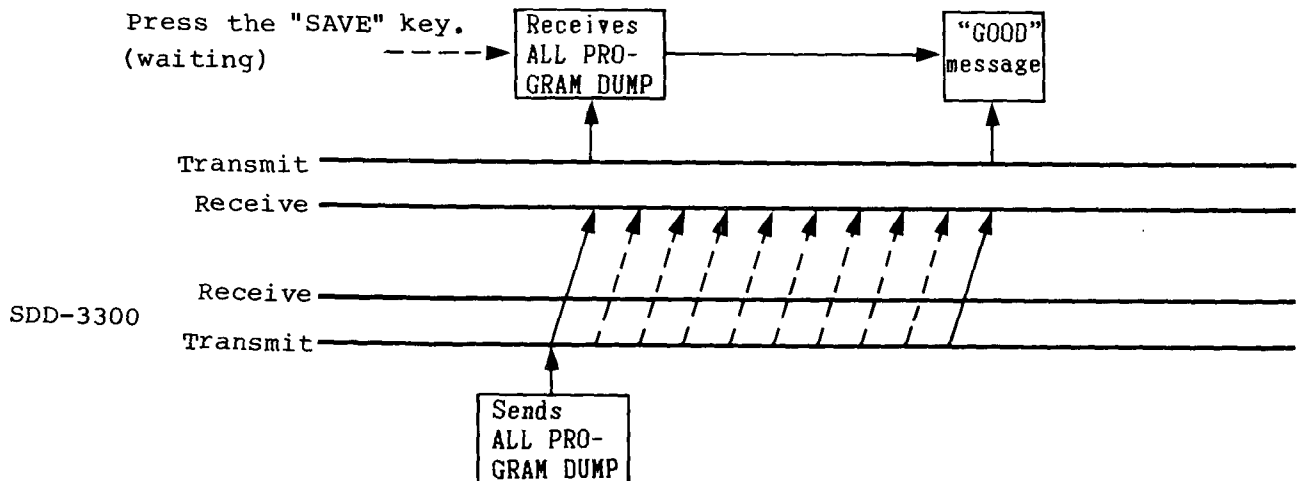 Press the "SAVE" key.
(waiting)
Receives
ALL PRO-
GRAM DUMP
“GOOD”
message
Transmit
Receive
SDD-3300
Receive
Transmit
Sends
ALL PRO-
GRAM DUMP